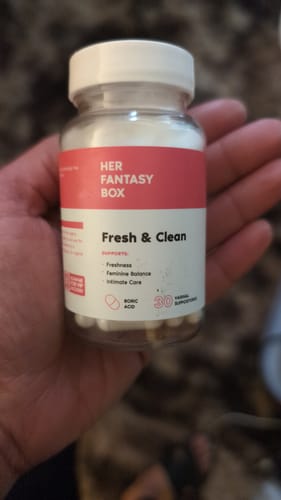 HER
FANTASY
BOX
Fresh & Clean
SUPPORTS:
· Freshness
· Feminine Balance
· Intimate Care
BORIC
ACID
30 VAGINAL
SUPPOSITORIES